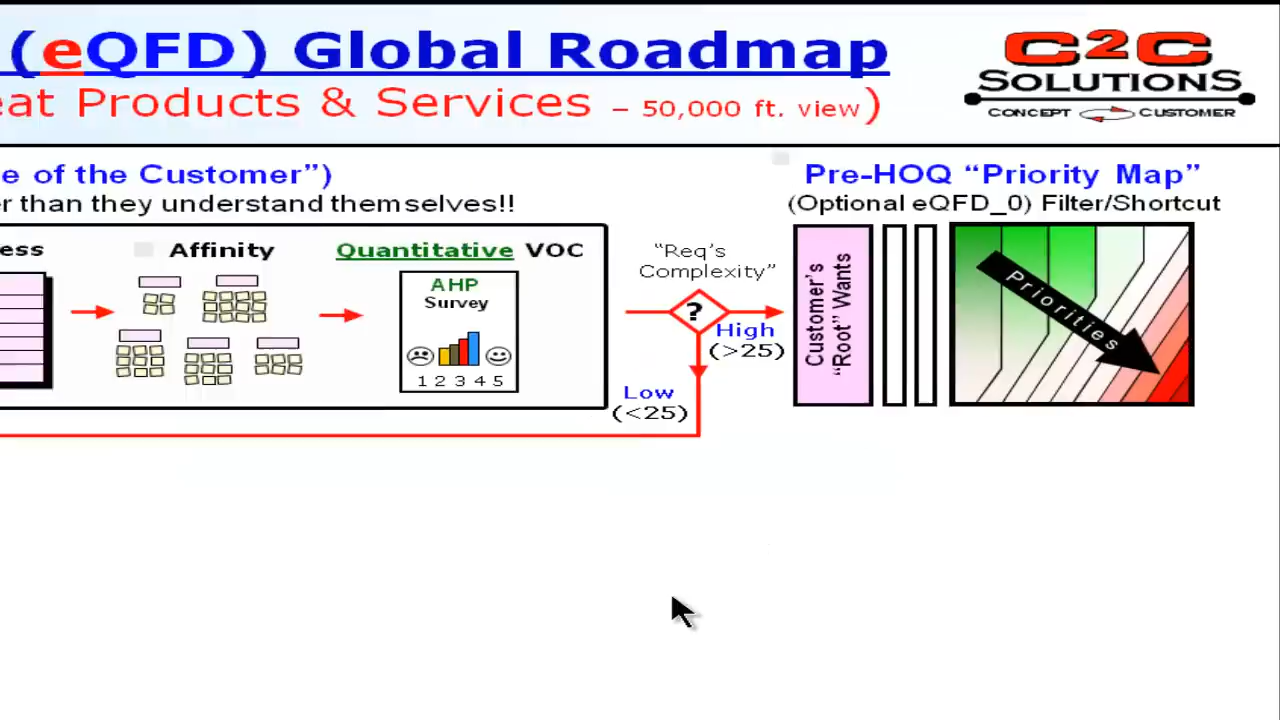 (eQFD) Global Roadmap
eat Products & Services – 50,000 ft. view)
C2C
SOLUTIONS
CONCEPT CUSTOMER
e of the Customer”)
er than they understand themselves!!
Pre-HOQ “Priority Map”
(Optional eQFD_0) Filter/Shortcut
ess
Affinity
Quantitative VOC
AHP
Survey
1 2 3 4 5
“Req’s
Complexity”
?
High
(>25)
Low
(<25)
Customer’s
“Root” Wants
Priorities